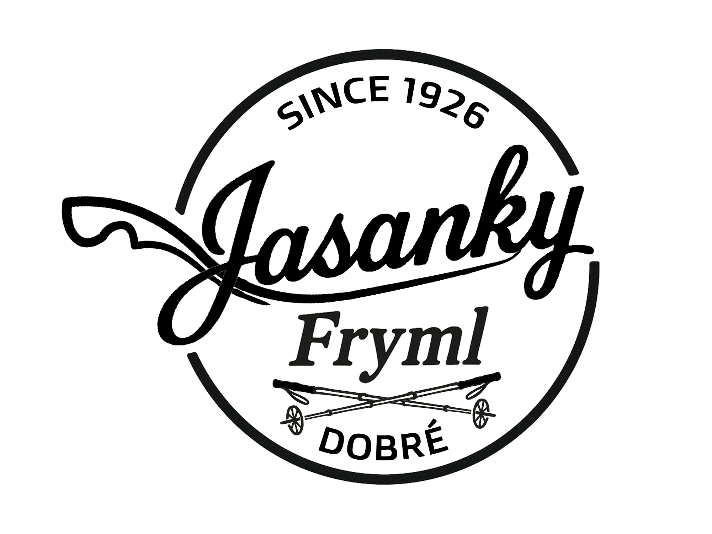 SINCE 1926
Jasanky
Fryml
DOBRÉ